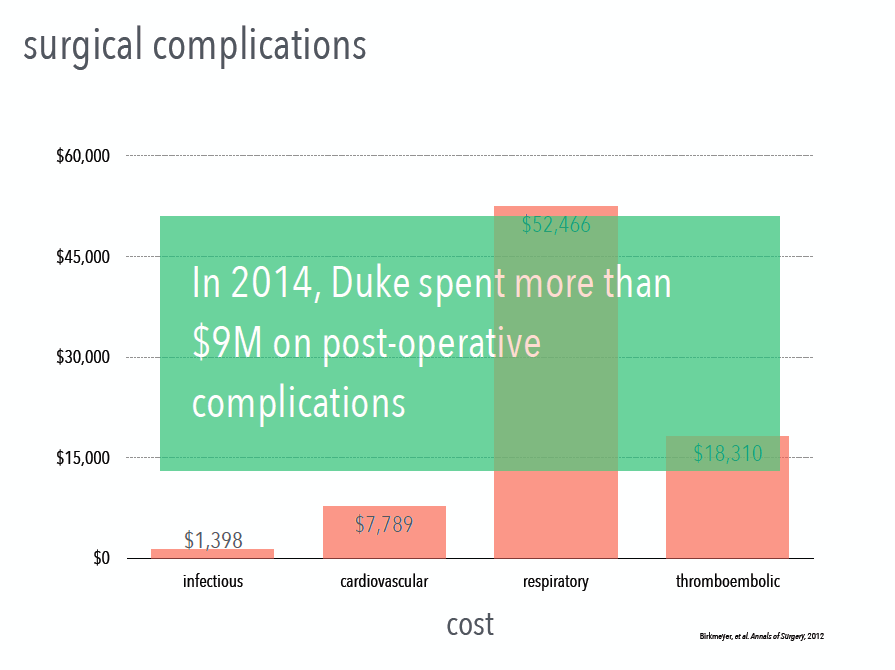 surgical complications
$60,000
$52,466
$45,000
In 2014, Duke spent more than
$9M on post-operative
$30,000
complications
$15,000
$18,310
$7,789
$1,398
$0
infectious cardiovascular respiratory thromboembolic
cost
Birkmeyer, et al. Annals of Surgery, 2012